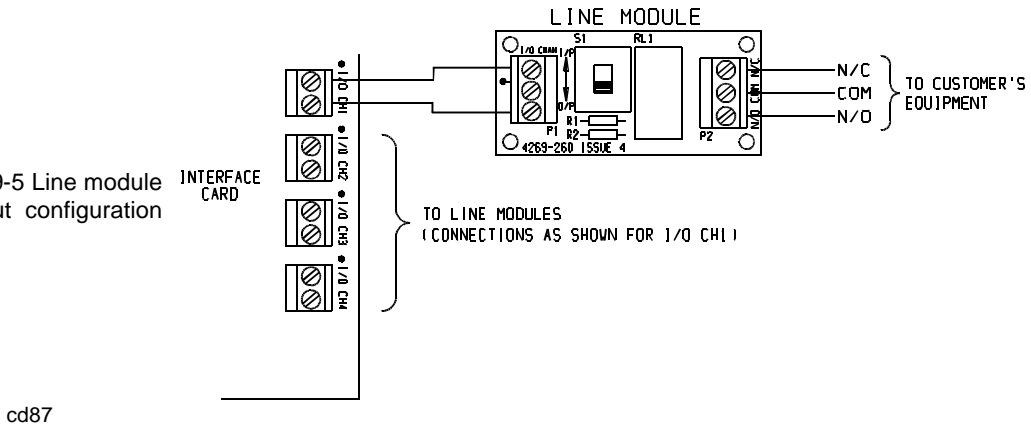 LINE MODULE
S1
RL1
I/O CHAN
I/P
O/P
N/C
COM
N/O
P1
R1
R2
P2
4269-260 ISSUE 4
N/C
COM
N/O
TO CUSTOMER'S
EQUIPMENT
I/O CH1
I/O CH2
I/O CH3
I/O CH4
INTERFACE
CARD
9-5 Line module
ut configuration
TO LINE MODULES
(CONNECTIONS AS SHOWN FOR I/O CH1)
cd87